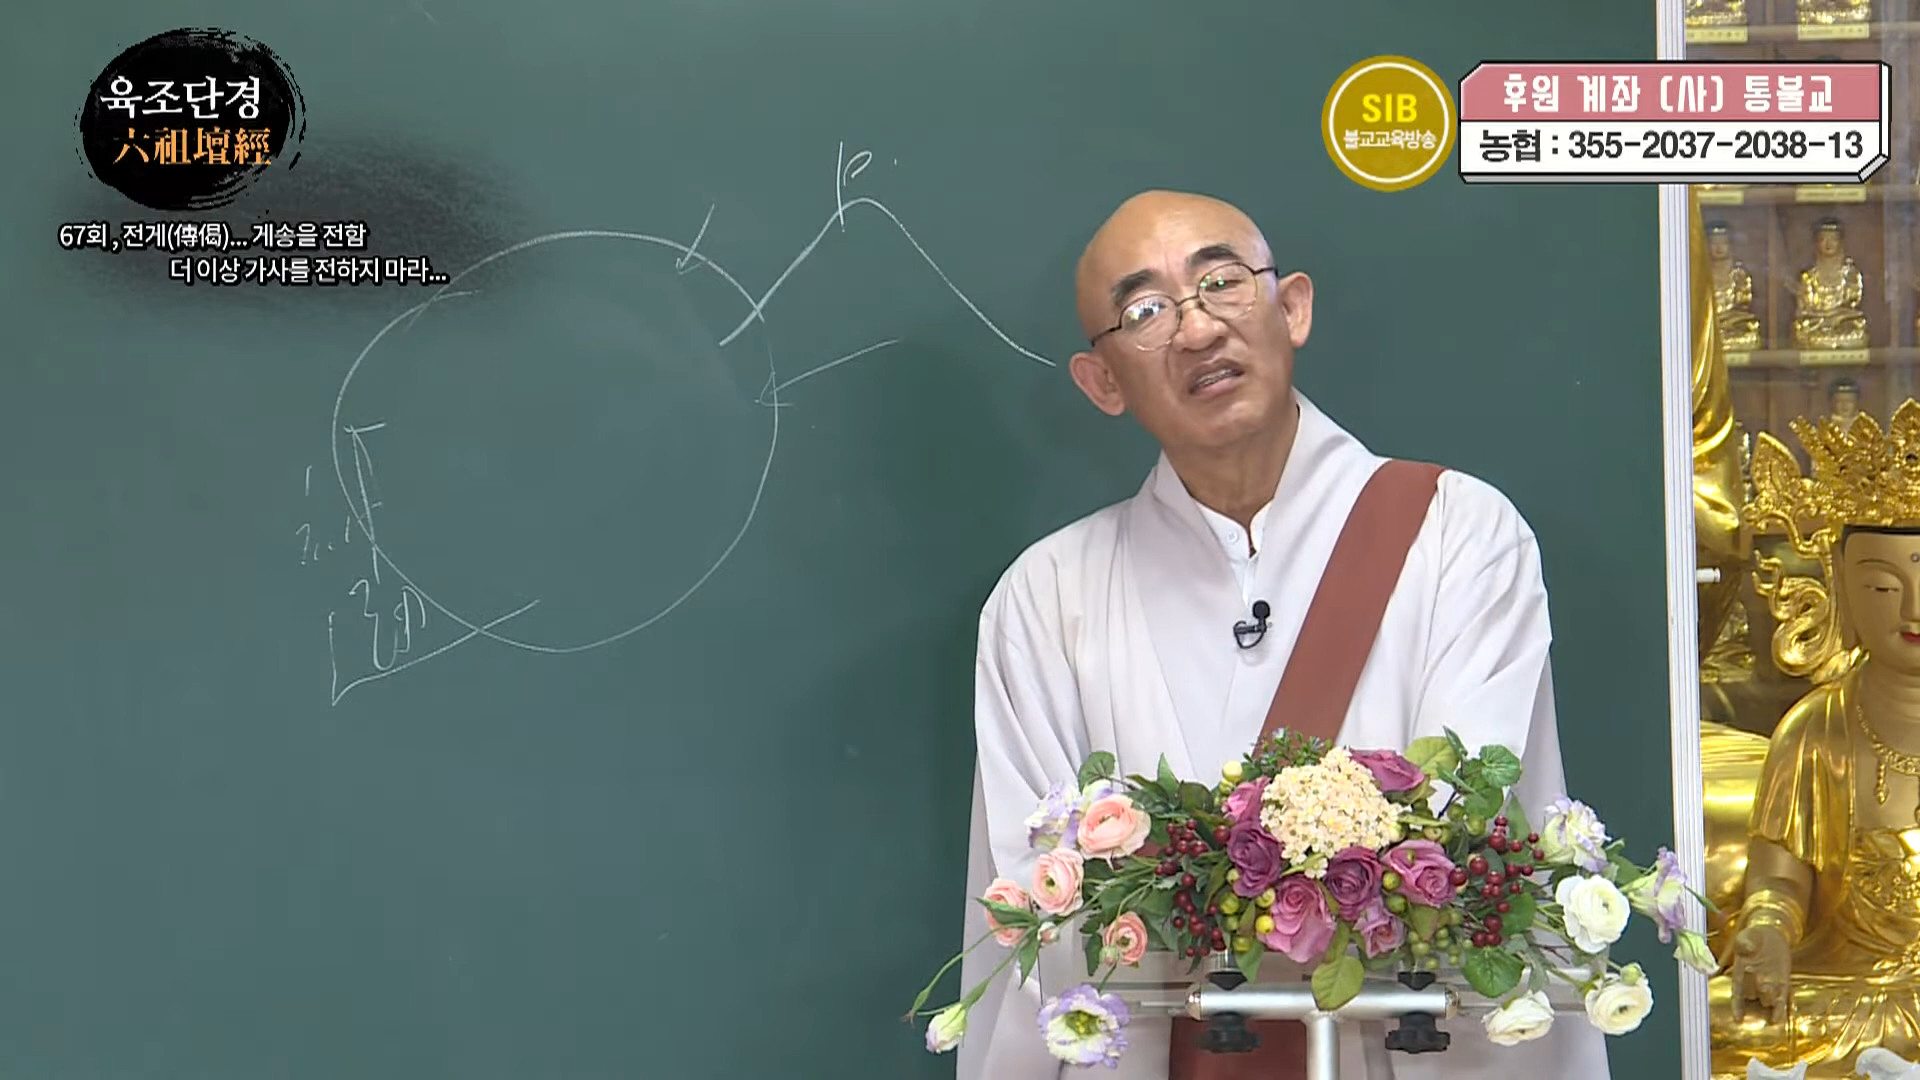 육조단경
六祖壇經
67회, 전게(傳偈)... 게송을 전함
더 이상 가사를 전하지 마라...
SIB
불교교육방송
후원 계좌 (사) 통불교
농협 : 355-2037-2038-13